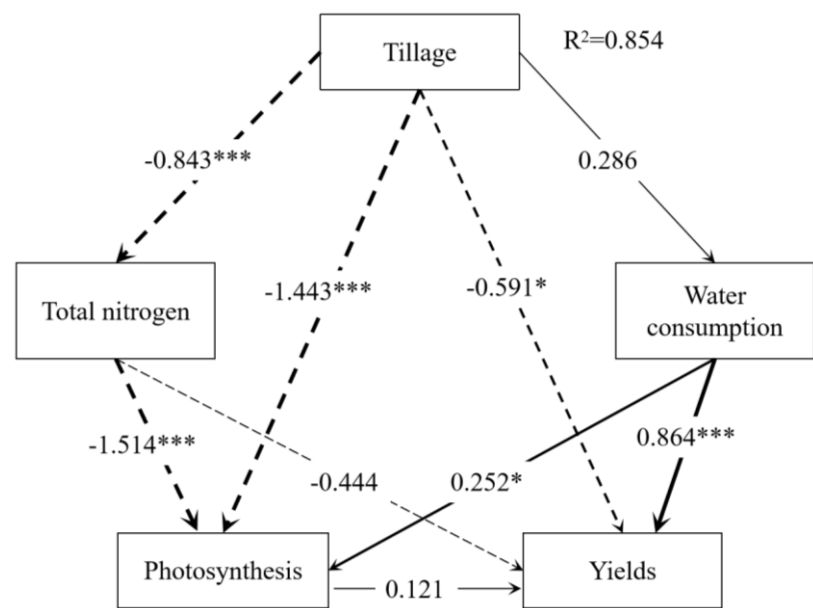 Tillage
R²=0.854
-0.843***
0.286
Total nitrogen
-1.443***
-0.591*
Water
consumption
-1.514***
-0.444
0.252*
0.864***
Photosynthesis
0.121
Yields